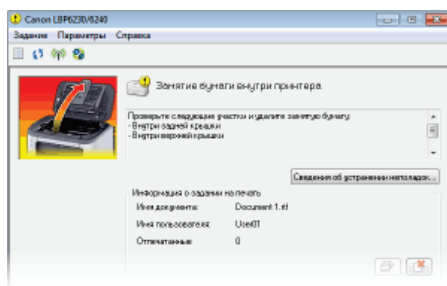 Canon LBP6230/6240
Задание Параметры Справка
Замятие бумаги внутри принтера.
Проверьте следующие участки и удалите замятую бумагу.
- Внутри задней крышки
- Внутри верхней крышки
Сведения об устранении неполадок...
Информация о задании на печать
Имя документа: Document 1.rtf
Имя пользователя: User01
Отпечатанные: 0